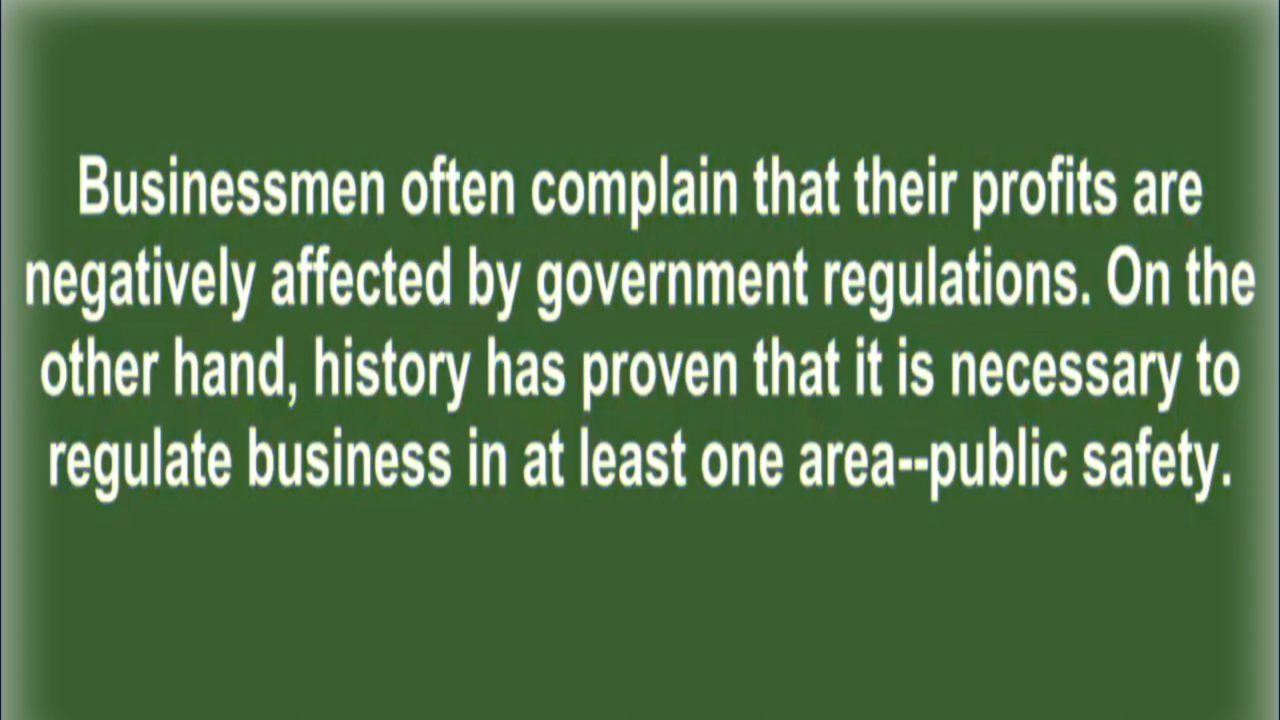 Businessmen often complain that their profits are
negatively affected by government regulations. On the
other hand, history has proven that it is necessary to
regulate business in at least one area--public safety.